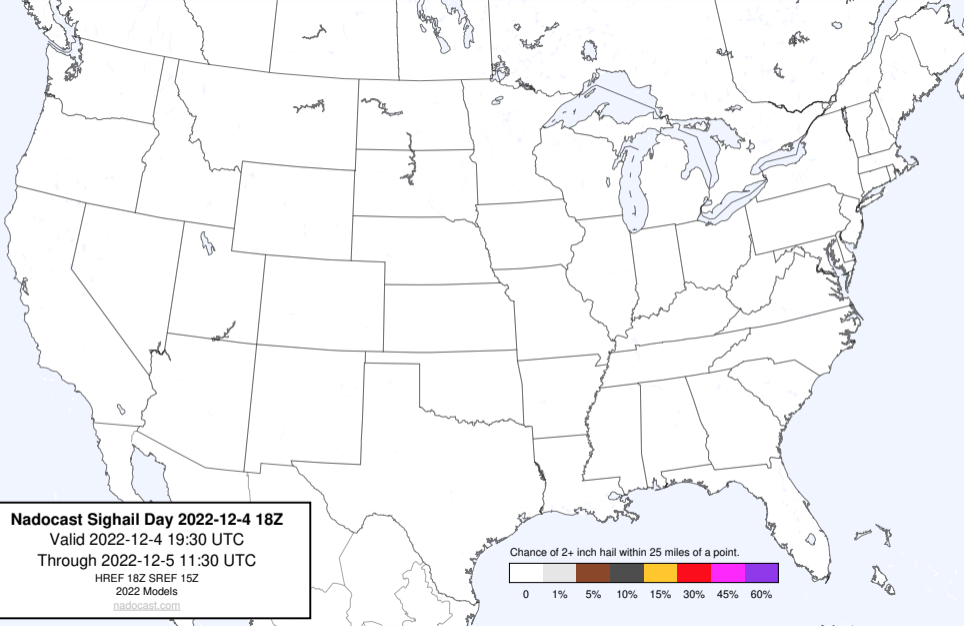 Nadocast Sighail Day 2022-12-4 18Z
Valid 2022-12-4 19:30 UTC
Through 2022-12-5 11:30 UTC
HREF 18Z SREF 15Z
2022 Models
nadocast.com
Chance of 2+ inch hail within 25 miles of a point.
0 1% 5% 10% 15% 30% 45% 60%